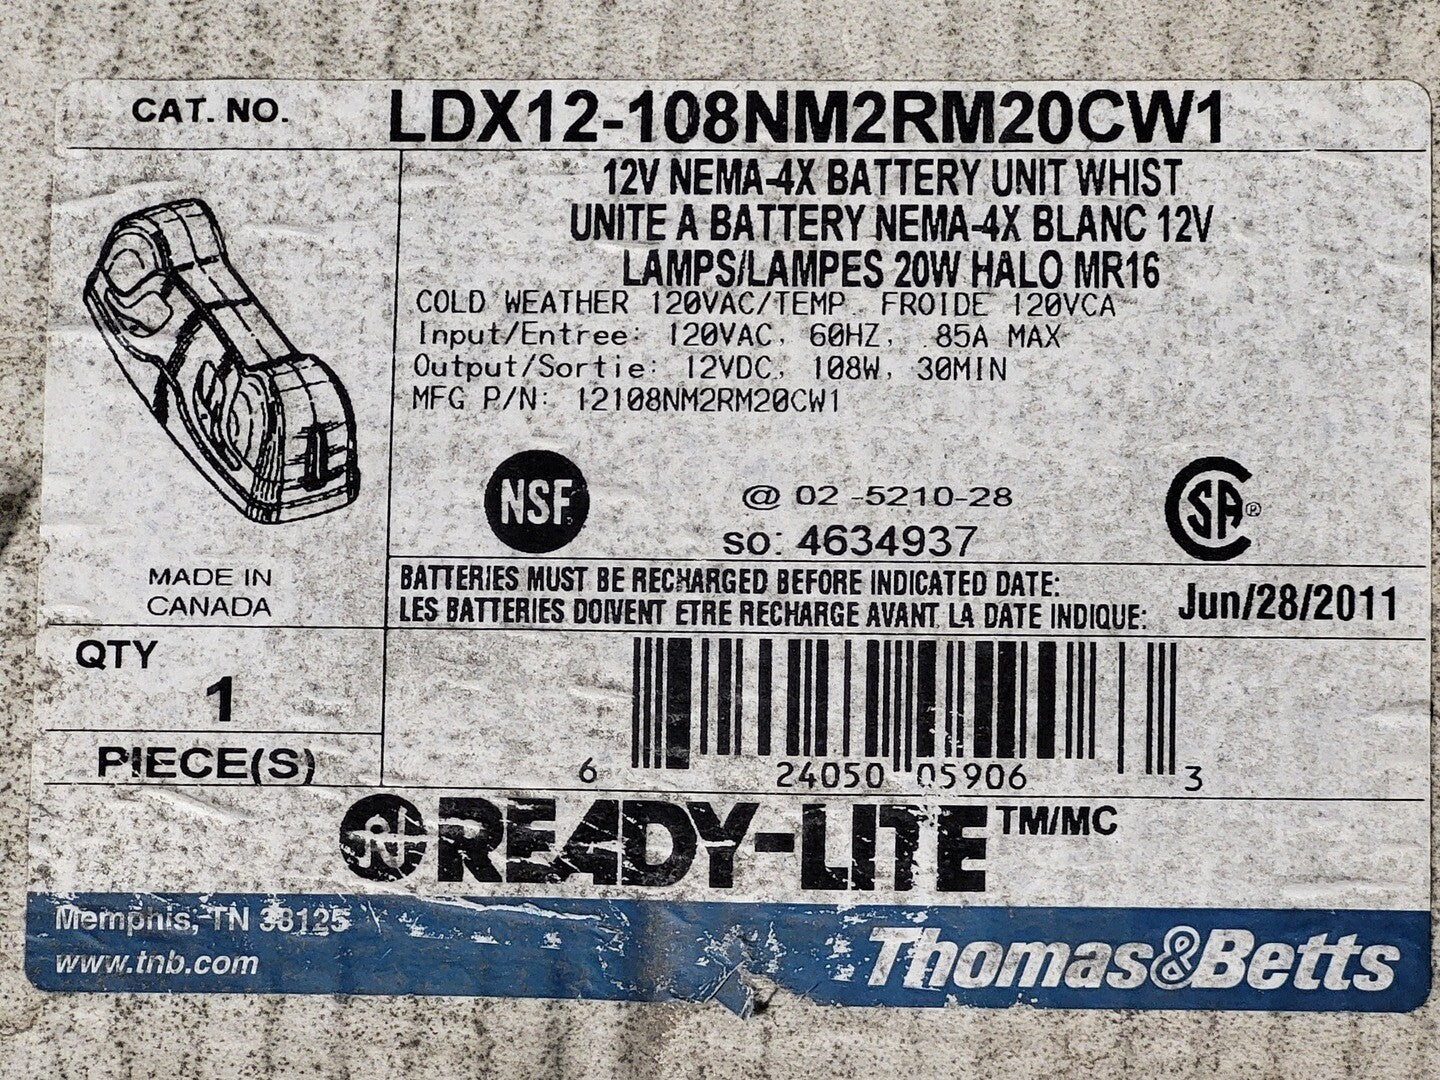 CAT. NO. LDX12-108NM2RM20CW1
12V NEMA-4X BATTERY UNIT WHIST
UNITE A BATTERY NEMA-4X BLANC 12V
LAMPS/LAMPES 20W HALO MR16
COLD WEATHER 120VAC/TEMP. FROIDE 120VCA
Input/Entree: 120VAC, 60HZ, .85A MAX
Output/Sortie: 12VDC, 108W, 30MIN
MFG P/N: 12108NM2RM20CW1
NSF
@ 02 -5210-28
SA®
so: 4634937
MADE IN
CANADA
BATTERIES MUST BE RECHARGED BEFORE INDICATED DATE:
LES BATTERIES DOIVENT ETRE RECHARGE AVANT LA DATE INDIQUE:
Jun/28/2011
QTY
1
PIECE(S)
6 24050 05906 3
READY-LITE TM/MC
Memphis, TN 38125
www.tnb.com
Thomas&Betts